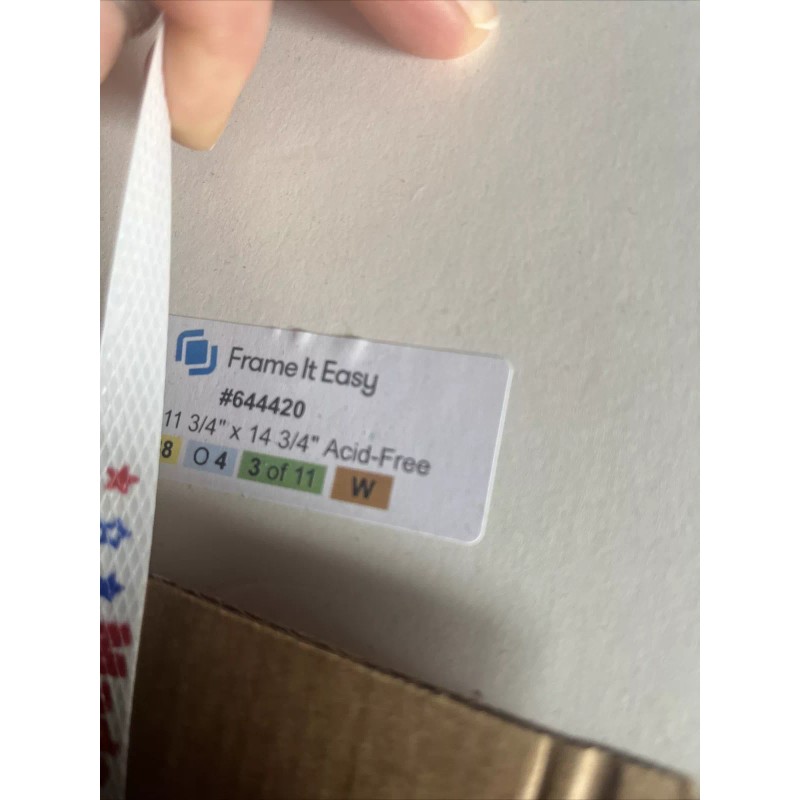 Frame It Easy
#644420
11 3/4" x 14 3/4" Acid-Free
8 O 4 3 of 11 W